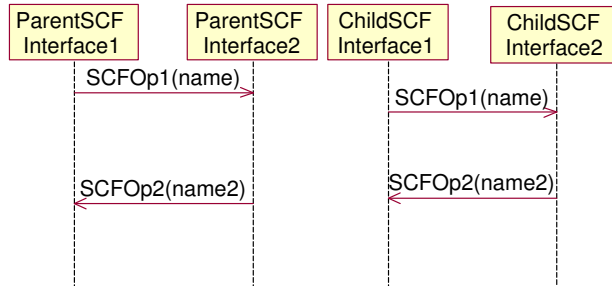 ParentSCF
Interface1
ParentSCF
Interface2
ChildSCF
Interface1
ChildSCF
Interface2
SCFOp1(name)
SCFOp1(name)
SCFOp2(name2)
SCFOp2(name2)